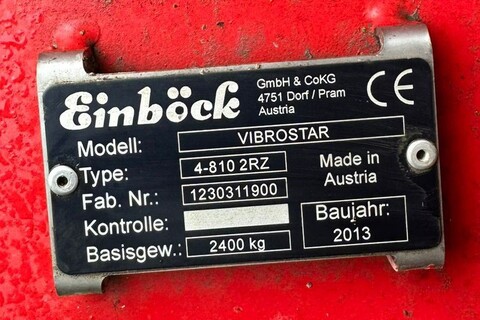 Einböck
GmbH & CoKG
4751 Dorf / Pram
Austria
CE
Modell: VIBROSTAR
Type: 4-810 2RZ
Fab. Nr.: 1230311900
Kontrolle:
Basisgew.: 2400 kg
Made in
Austria
Baujahr:
2013